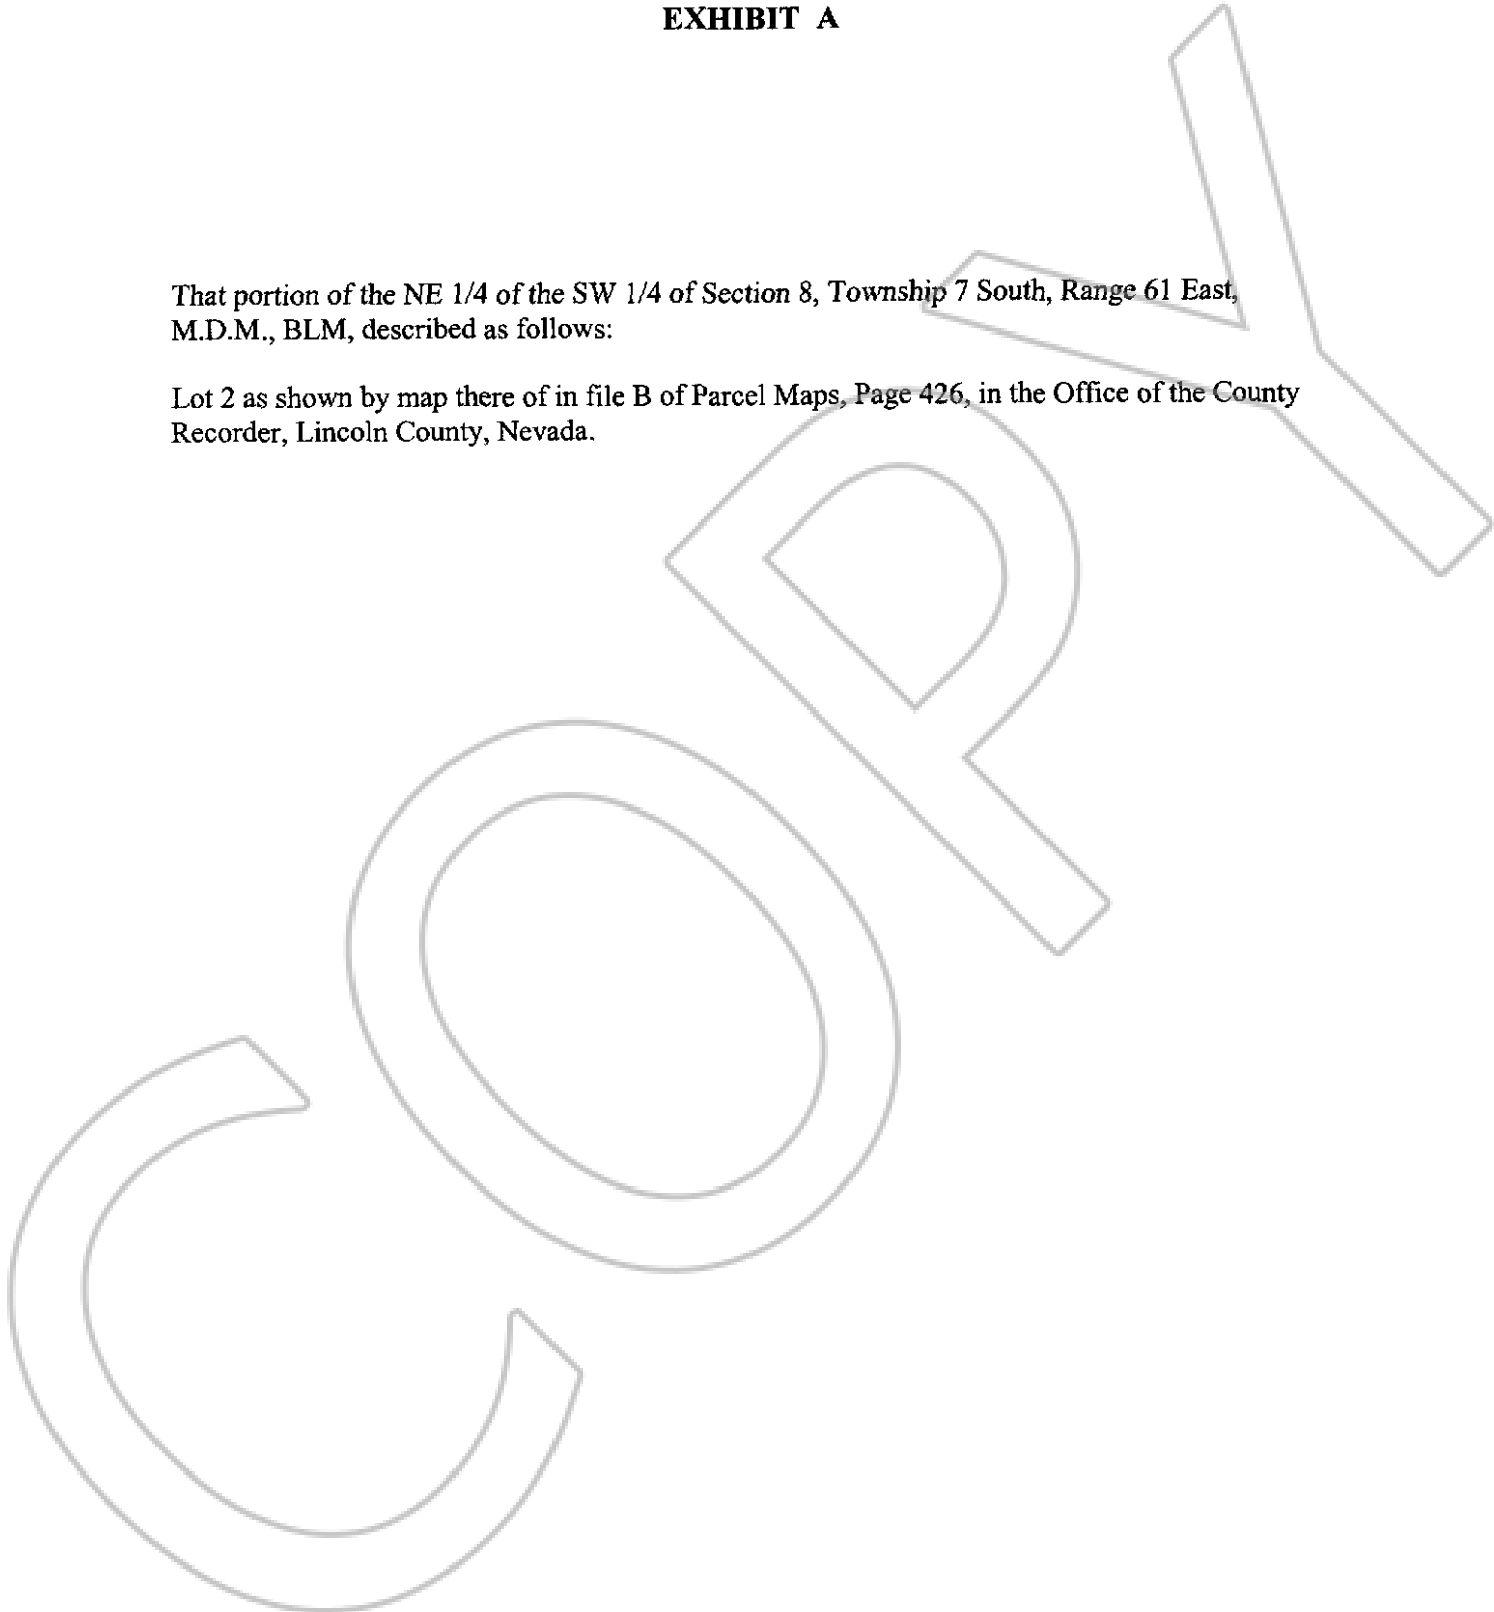 EXHIBIT A
That portion of the NE 1/4 of the SW 1/4 of Section 8, Township 7 South, Range 61 East,
M.D.M., BLM, described as follows:
Lot 2 as shown by map there of in file B of Parcel Maps, Page 426, in the Office of the County
Recorder, Lincoln County, Nevada.
COPY